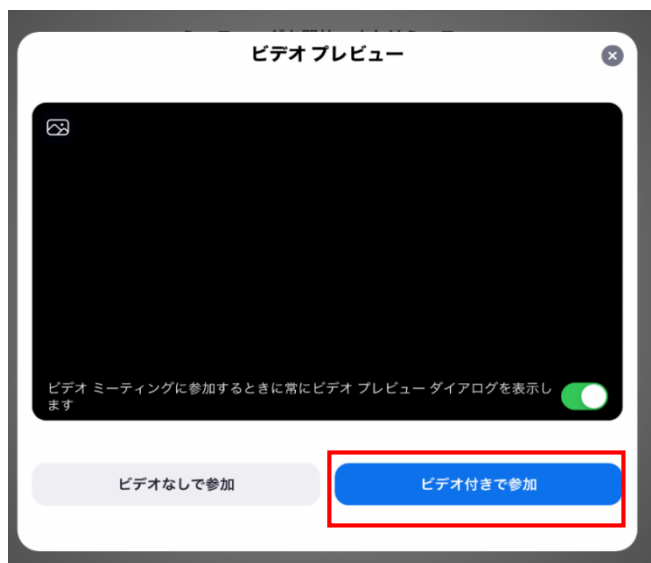 ビデオ プレビュー
ビデオ ミーティングに参加するときに常にビデオ プレビュー ダイアログを表示し
ます
ビデオなしで参加
ビデオ付きで参加